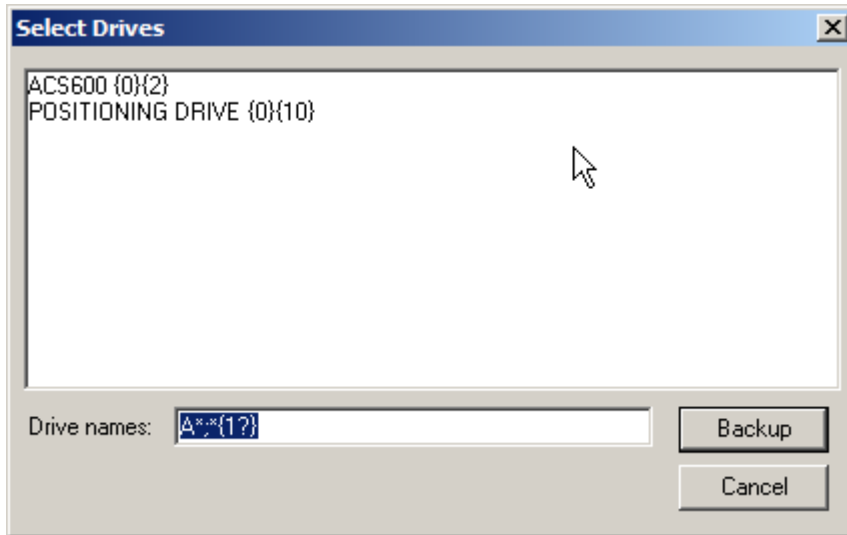 Select Drives
ACS600 {0}{2}
POSITIONING DRIVE {0}{10}
Drive names: A*;*{1?}
Backup
Cancel